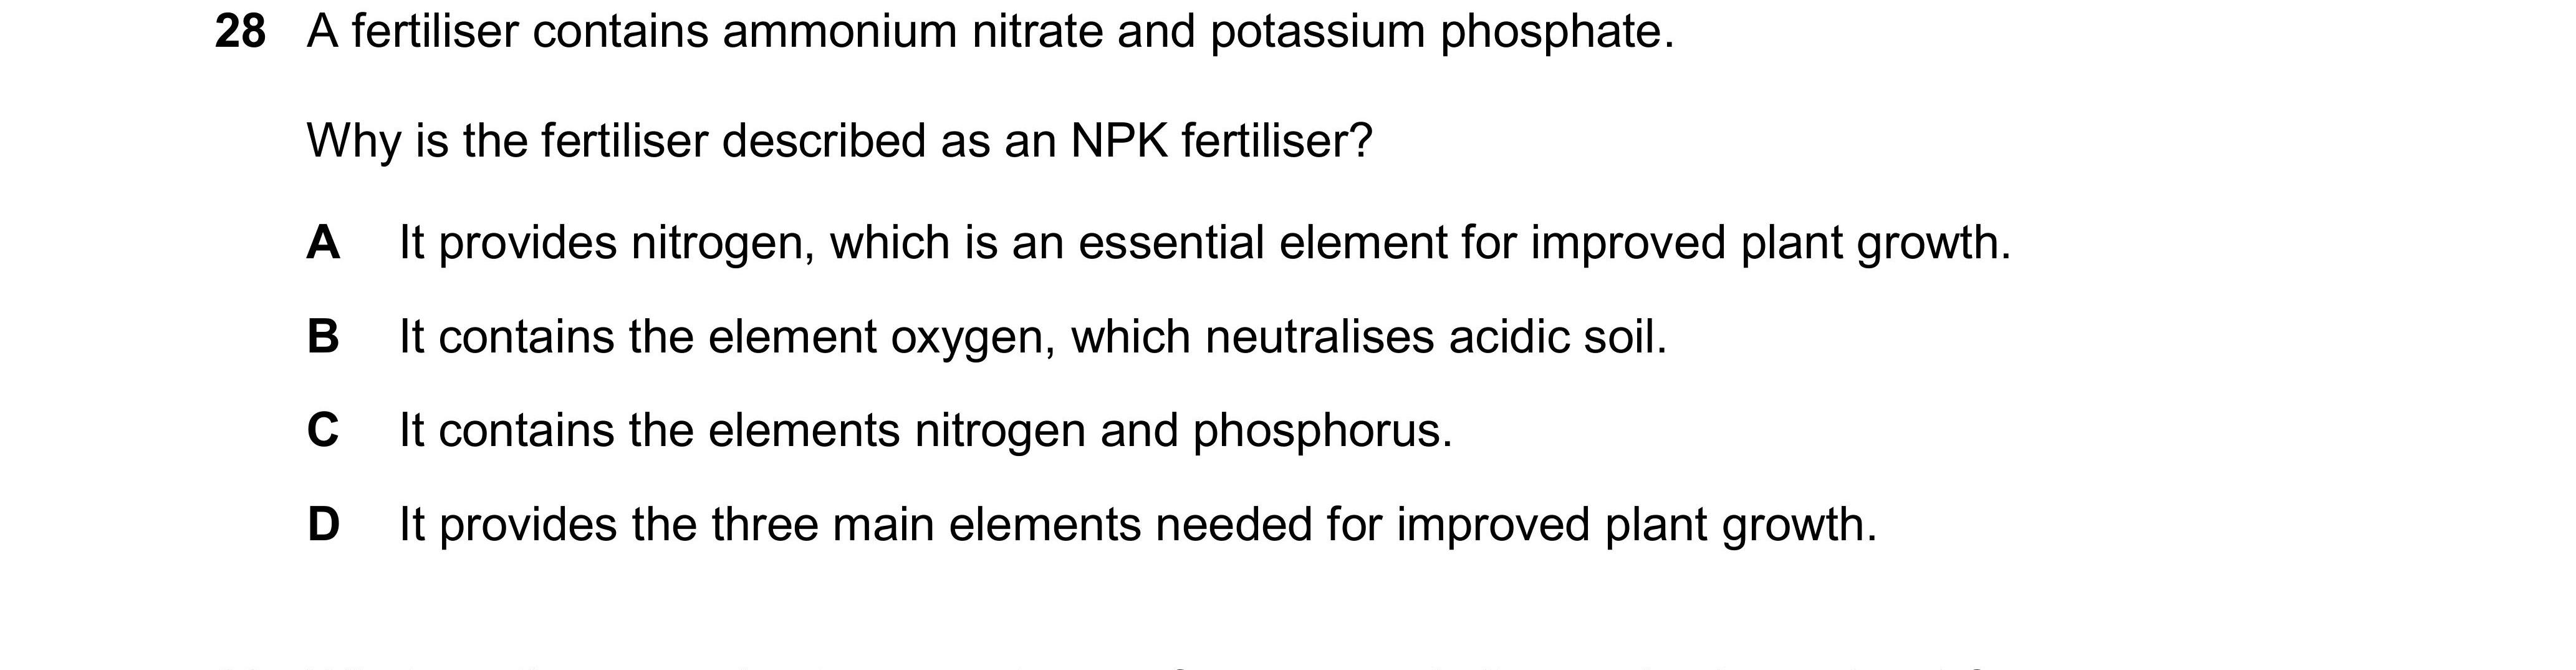 28 A fertiliser contains ammonium nitrate and potassium phosphate.
Why is the fertiliser described as an NPK fertiliser?
A It provides nitrogen, which is an essential element for improved plant growth.
B It contains the element oxygen, which neutralises acidic soil.
C It contains the elements nitrogen and phosphorus.
D It provides the three main elements needed for improved plant growth.